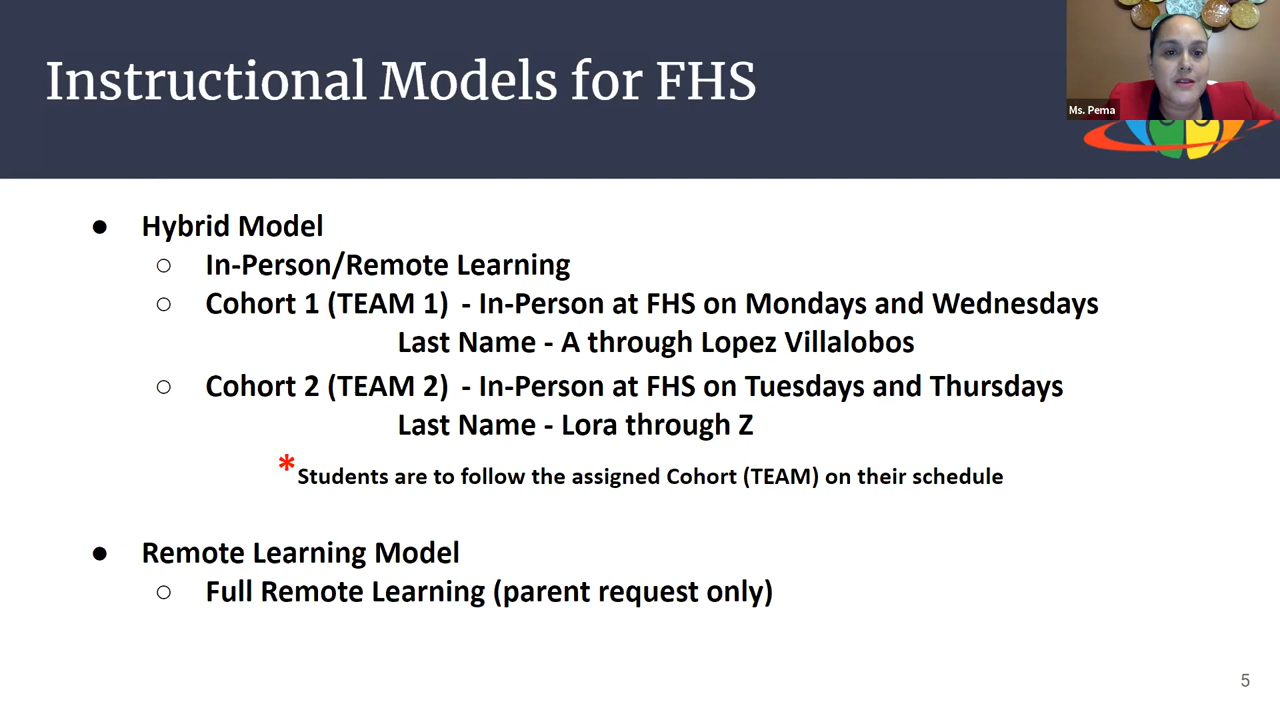 Instructional Models for FHS
Ms. Pema
● Hybrid Model
○ In-Person/Remote Learning
○ Cohort 1 (TEAM 1) - In-Person at FHS on Mondays and Wednesdays
Last Name - A through Lopez Villalobos
○ Cohort 2 (TEAM 2) - In-Person at FHS on Tuesdays and Thursdays
Last Name - Lora through Z
*Students are to follow the assigned Cohort (TEAM) on their schedule
● Remote Learning Model
○ Full Remote Learning (parent request only)
5